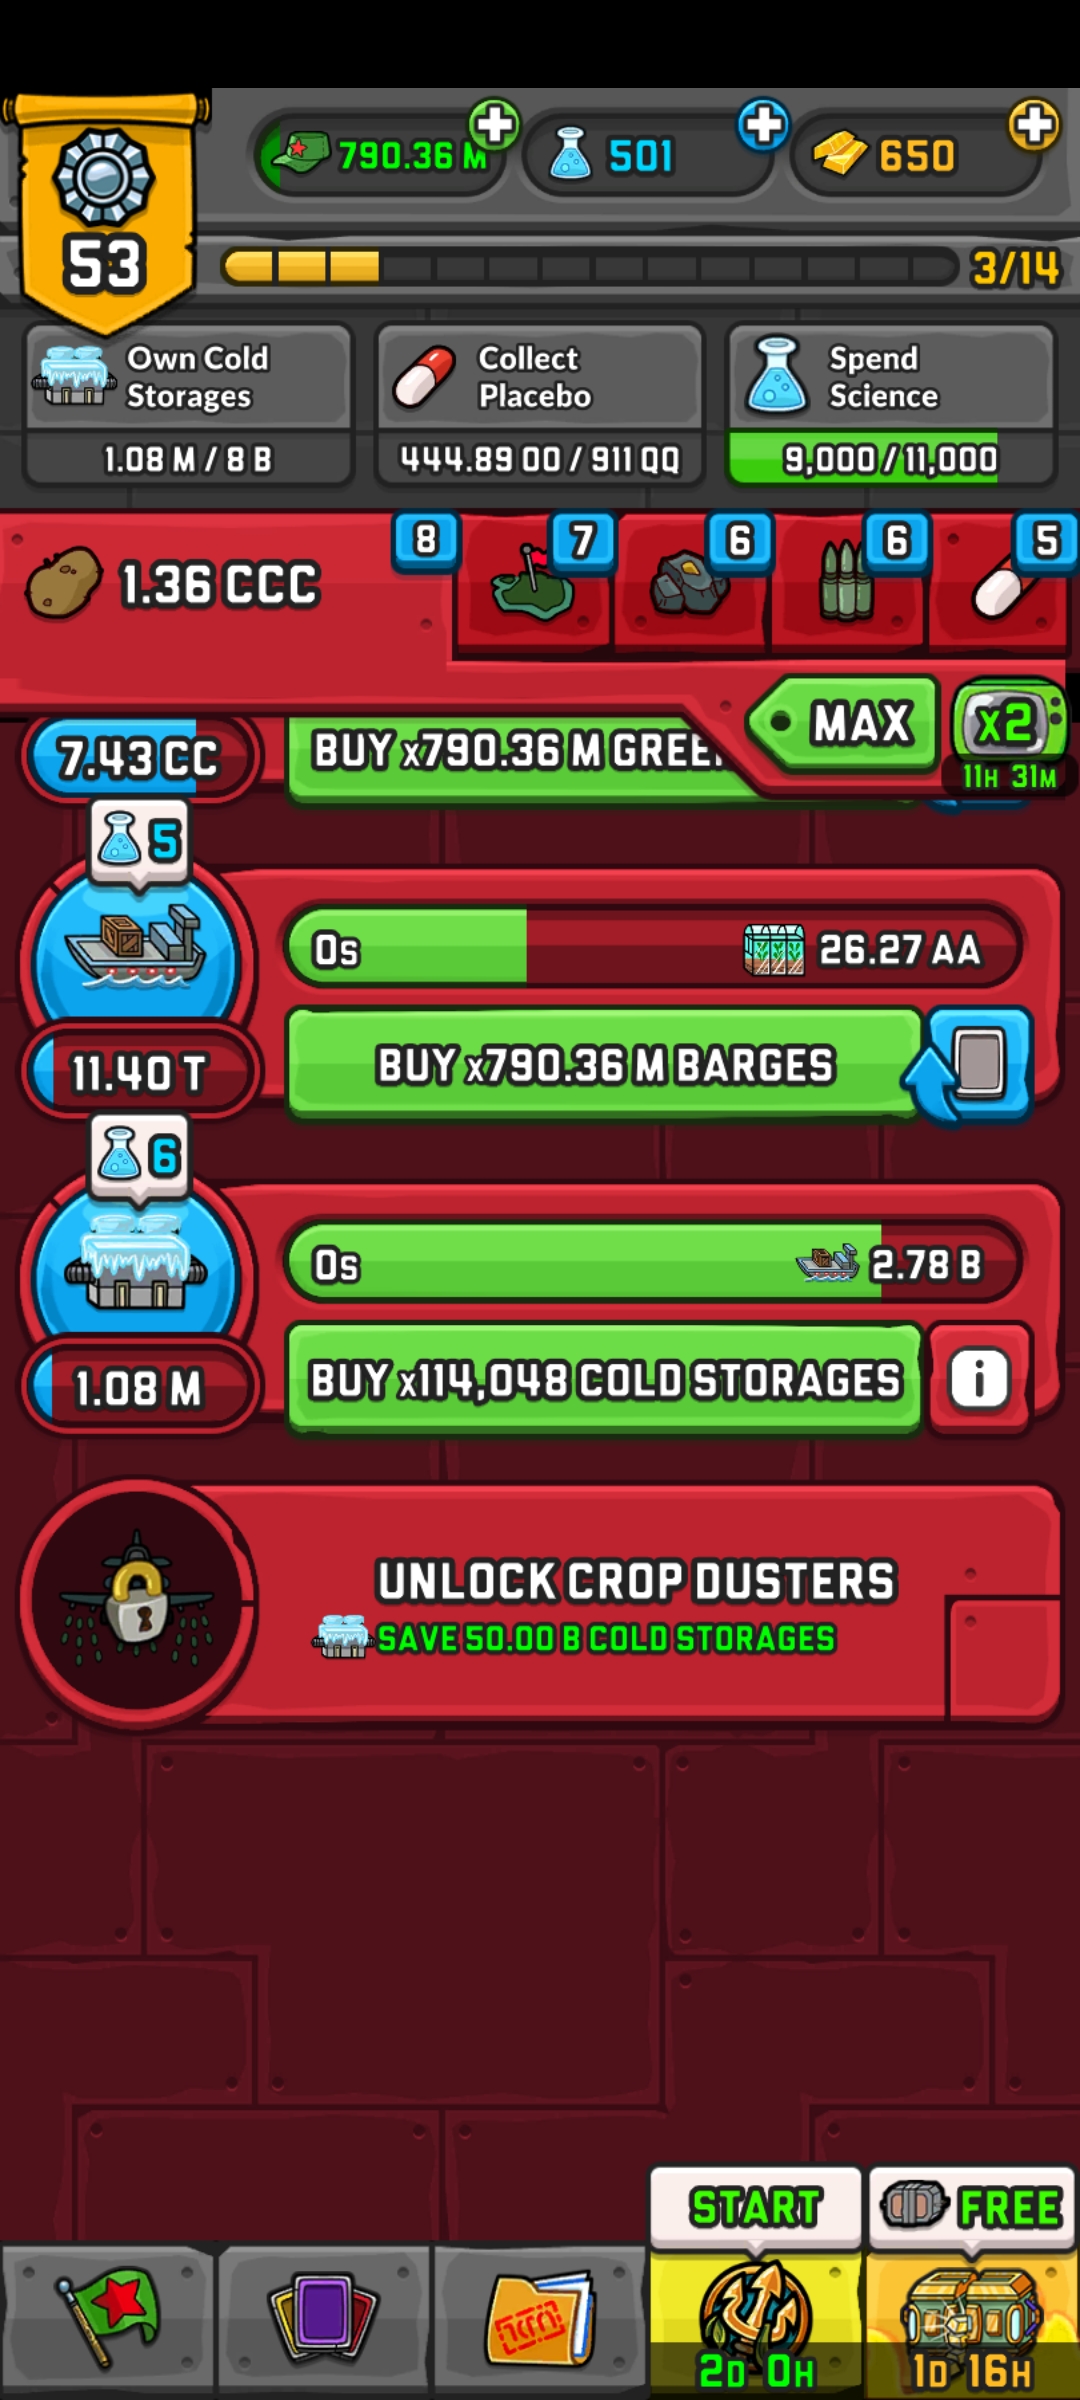 790.36 M
501
650
53
3/14
Own Cold
Storages
1.08 M / 8 B
Collect
Placebo
444.89 OO / 911 QQ
Spend
Science
9,000 / 11,000
1.36 CCC
8
7
6
6
5
MAX
X2
11H 31M
7.43 CC
BUY x790.36 M
5
0s
26.27 AA
11.40 T
BUY x790.36 M BARGES
6
0s
2.78 B
1.08 M
BUY x114,048 COLD STORAGES
i
UNLOCK CROP DUSTERS
SAVE 50.00 B COLD STORAGES
START
FREE
2D 0H
1D 16H